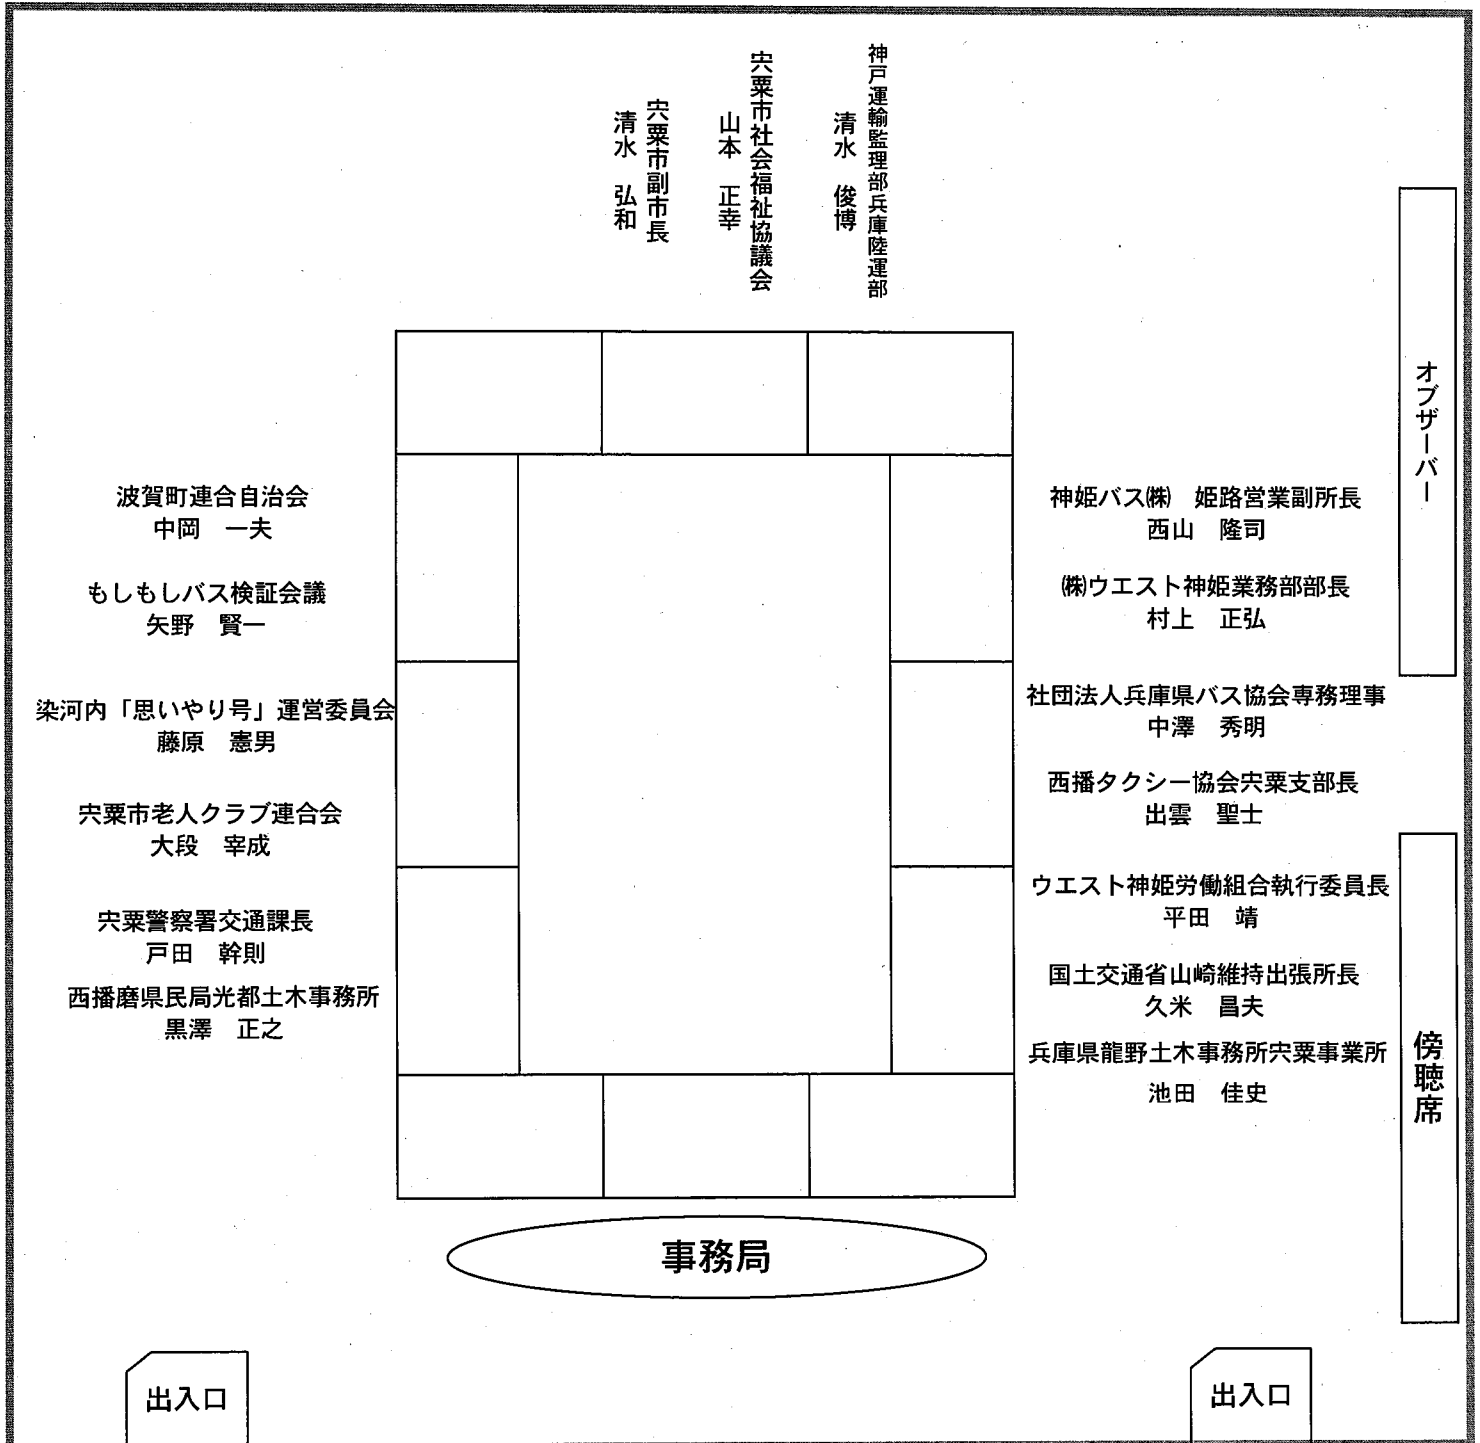 神戸運輸監理部兵庫陸運部
清水　俊博
宍粟市社会福祉協議会
山本　正幸
宍粟市副市長
清水　弘和
オブザーバー
波賀町連合自治会
中岡　一夫
もしもしバス検証会議
矢野　賢一
染河内「思いやり号」運営委員会
藤原　憲男
宍粟市老人クラブ連合会
大段　宰成
宍粟警察署交通課長
戸田　幹則
西播磨県民局光都土木事務所
黒澤　正之
神姫バス㈱　姫路営業副所長
西山　隆司
㈱ウエスト神姫業務部部長
村上　正弘
社団法人兵庫県バス協会専務理事
中澤　秀明
西播タクシー協会宍粟支部長
出雲　聖士
ウエスト神姫労働組合執行委員長
平田　靖
国土交通省山崎維持出張所長
久米　昌夫
兵庫県龍野土木事務所宍粟事業所
池田　佳史
傍聴席
事務局
出入口
出入口